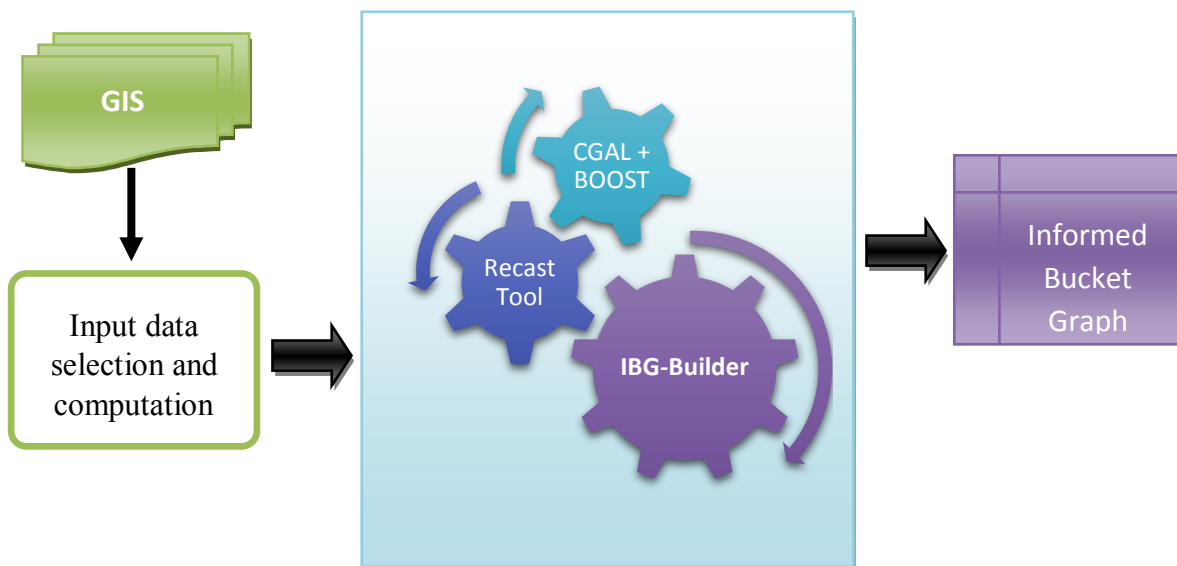 GIS
Input data
selection and
computation
CGAL +
BOOST
Recast
Tool
IBG-Builder
Informed
Bucket
Graph